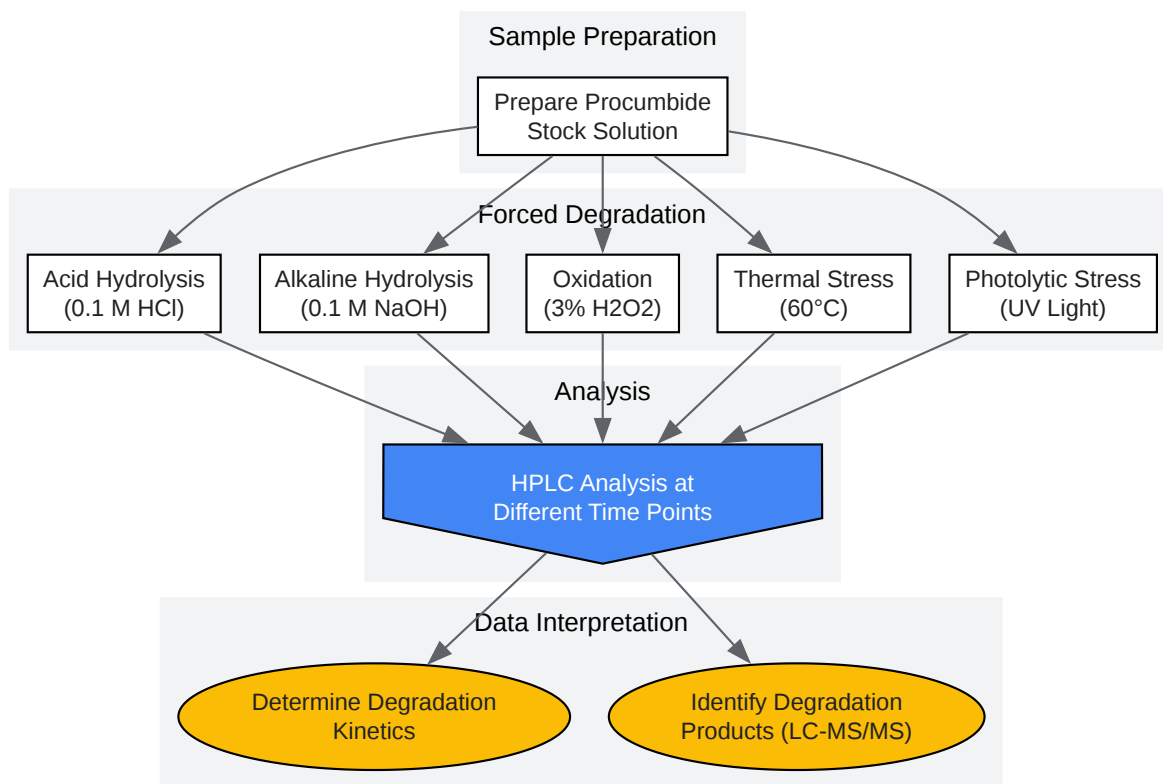 Sample Preparation
Prepare Procumbide
Stock Solution
Forced Degradation
Acid Hydrolysis
(0.1 M HCl)
Alkaline Hydrolysis
(0.1 M NaOH)
Oxidation
(3% H2O2)
Thermal Stress
(60°C)
Photolytic Stress
(UV Light)
Analysis
HPLC Analysis at
Different Time Points
Data Interpretation
Determine Degradation
Kinetics
Identify Degradation
Products (LC-MS/MS)